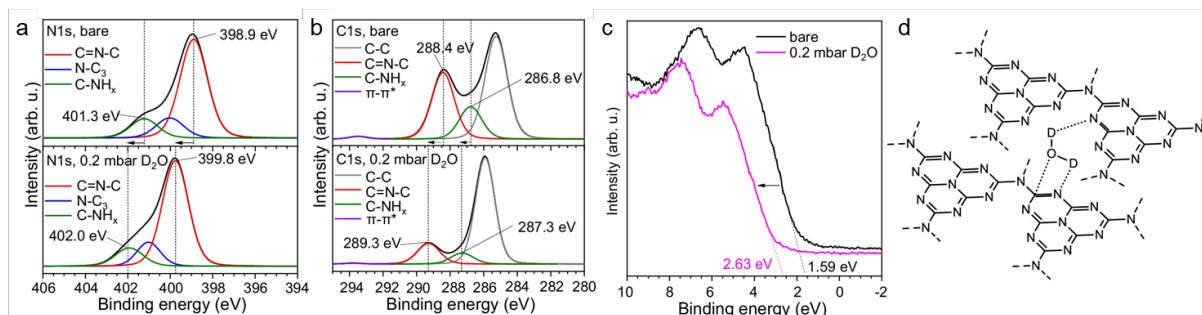 a
N1s, bare
C=N-C
N-C3
C-NHx
398.9 eV
401.3 eV
N1s, 0.2 mbar D2O
C=N-C
N-C3
C-NHx
399.8 eV
402.0 eV
406 404 402 400 398 396 394
Binding energy (eV)
Intensity (arb. u.)
b
C1s, bare
C-C
C=N-C
C-NHx
π-π*
288.4 eV
286.8 eV
C1s, 0.2 mbar D2O
C-C
C=N-C
C-NHx
π-π*
289.3 eV
287.3 eV
294 292 290 288 286 284 282 280
Binding energy (eV)
Intensity (arb. u.)
c
bare
0.2 mbar D2O
2.63 eV
1.59 eV
10 8 6 4 2 0 -2
Binding energy (eV)
Intensity (arb. u.)
d
D
O
D